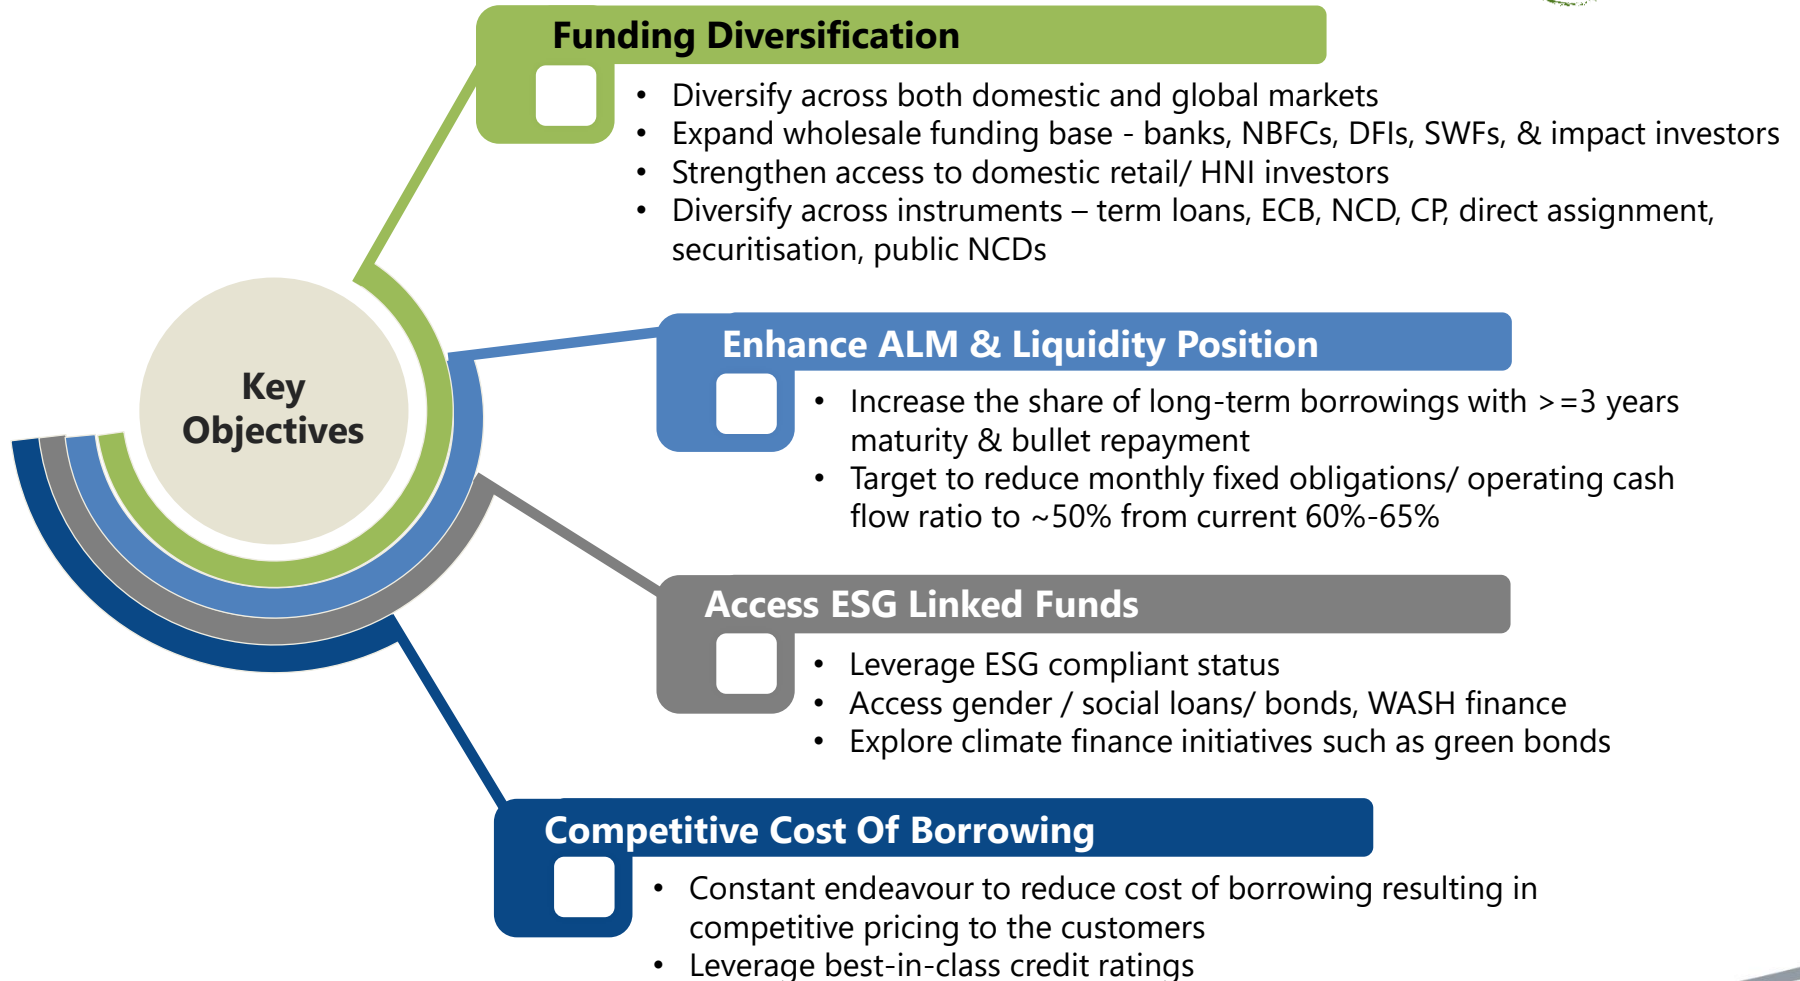 Funding Diversification
• Diversify across both domestic and global markets
• Expand wholesale funding base - banks, NBFCs, DFIs, SWFs, & impact investors
• Strengthen access to domestic retail/ HNI investors
• Diversify across instruments – term loans, ECB, NCD, CP, direct assignment,
securitisation, public NCDs
Key
Objectives
Enhance ALM & Liquidity Position
• Increase the share of long-term borrowings with >=3 years
maturity & bullet repayment
• Target to reduce monthly fixed obligations/ operating cash
flow ratio to ~50% from current 60%-65%
Access ESG Linked Funds
• Leverage ESG compliant status
• Access gender / social loans/ bonds, WASH finance
• Explore climate finance initiatives such as green bonds
Competitive Cost Of Borrowing
• Constant endeavour to reduce cost of borrowing resulting in
competitive pricing to the customers
• Leverage best-in-class credit ratings